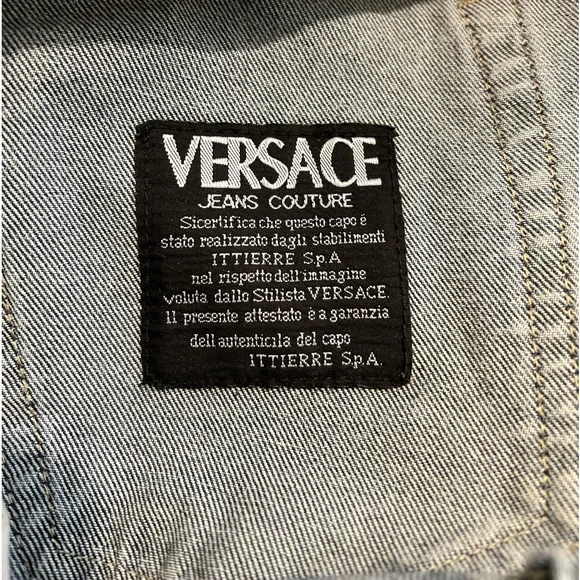 VERSACE
JEANS COUTURE
Sicertifica che questo capo è
stato realizzato dagli stabilimenti
ITTIERRE S.p.A
nel rispetto dell'immagine
voluta dallo Stilista VERSACE.
Il presente attestato è a garanzia
dell autenticila del capo
ITTIERRE S.p.A.